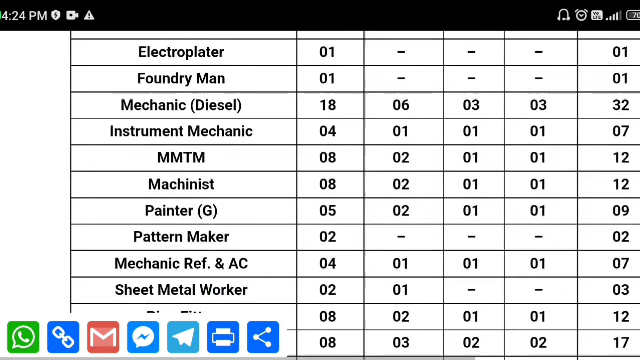 4:24 PM
70
Electroplater 01 – – – 01
Foundry Man 01 – – – 01
Mechanic (Diesel) 18 06 03 03 32
Instrument Mechanic 04 01 01 01 07
MMTM 08 02 01 01 12
Machinist 08 02 01 01 12
Painter (G) 05 02 01 01 09
Pattern Maker 02 – – – 02
Mechanic Ref. & AC 04 01 01 01 07
Sheet Metal Worker 02 01 – – 03
08 02 01 01 12
08 03 02 02 17